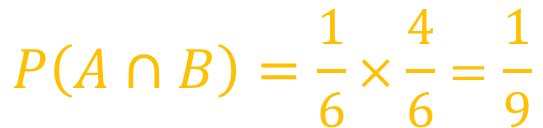 P(A ∩ B) = 1/6 × 4/6 = 1/9